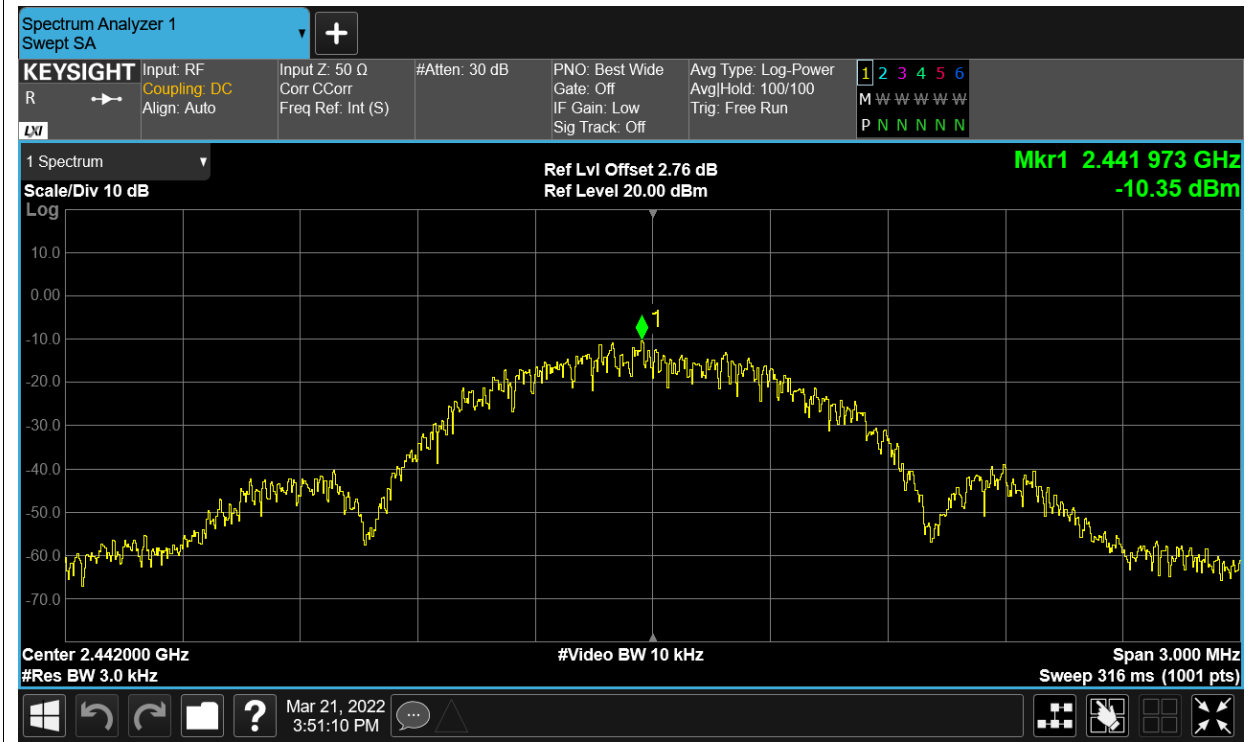 Spectrum Analyzer 1
Swept SA
KEYSIGHT
R
LXI
Input: RF
Coupling: DC
Align: Auto
Input Z: 50 Ω
Corr CCorr
Freq Ref: Int (S)
#Atten: 30 dB
PNO: Best Wide
Gate: Off
IF Gain: Low
Sig Track: Off
Avg Type: Log-Power
Avg|Hold: 100/100
Trig: Free Run
1 2 3 4 5 6
M W W W W W
P N N N N N
1 Spectrum
Scale/Div 10 dB
Log
Ref Lvl Offset 2.76 dB
Ref Level 20.00 dBm
Mkr1 2.441 973 GHz
-10.35 dBm
10.0
0.00
-10.0
-20.0
-30.0
-40.0
-50.0
-60.0
-70.0
1
Center 2.442000 GHz
#Res BW 3.0 kHz
#Video BW 10 kHz
Span 3.000 MHz
Sweep 316 ms (1001 pts)
?
Mar 21, 2022
3:51:10 PM